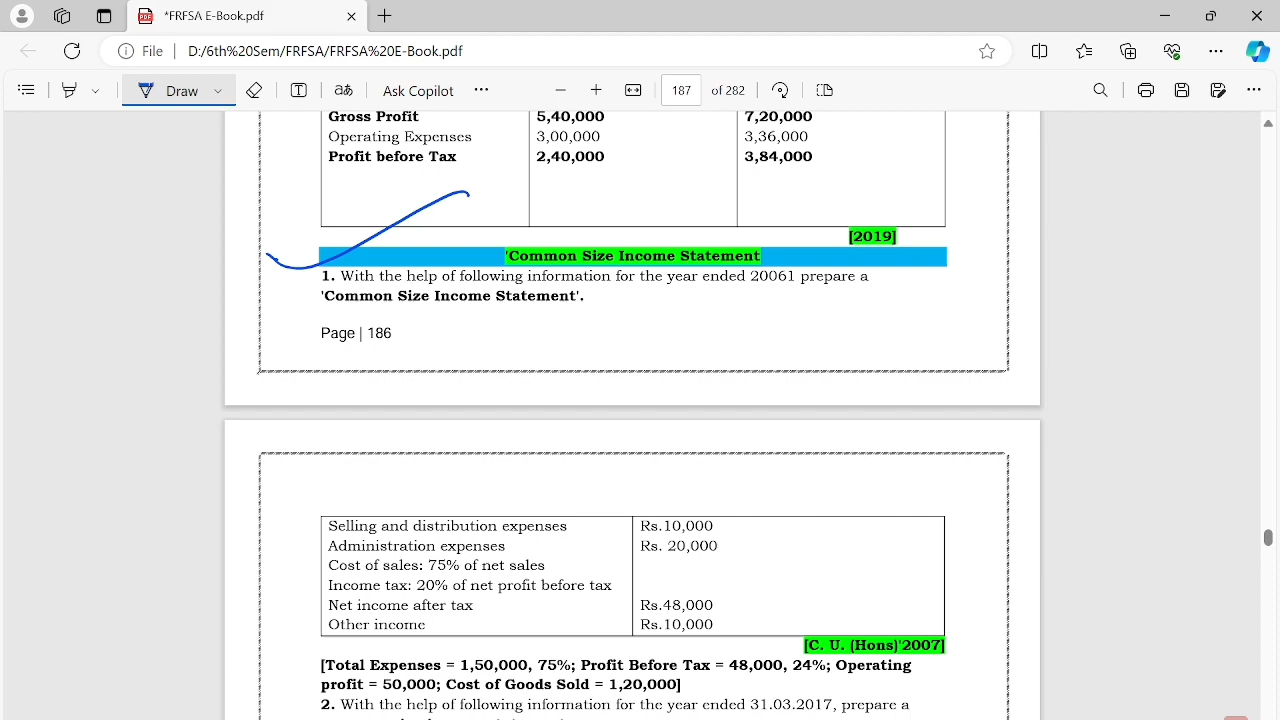 *FRFSA E-Book.pdf
File | D:/6th%20Sem/FRFSA/FRFSA%20E-Book.pdf
Draw aあ Ask Copilot 187 of 282
Gross Profit 5,40,000 7,20,000
Operating Expenses 3,00,000 3,36,000
Profit before Tax 2,40,000 3,84,000
[2019]
'Common Size Income Statement
1. With the help of following information for the year ended 20061 prepare a
'Common Size Income Statement'.
Page | 186
Selling and distribution expenses Rs.10,000
Administration expenses Rs. 20,000
Cost of sales: 75% of net sales
Income tax: 20% of net profit before tax
Net income after tax Rs.48,000
Other income Rs.10,000
[C. U. (Hons)'2007]
[Total Expenses = 1,50,000, 75%; Profit Before Tax = 48,000, 24%; Operating
profit = 50,000; Cost of Goods Sold = 1,20,000]
2. With the help of following information for the year ended 31.03.2017, prepare a